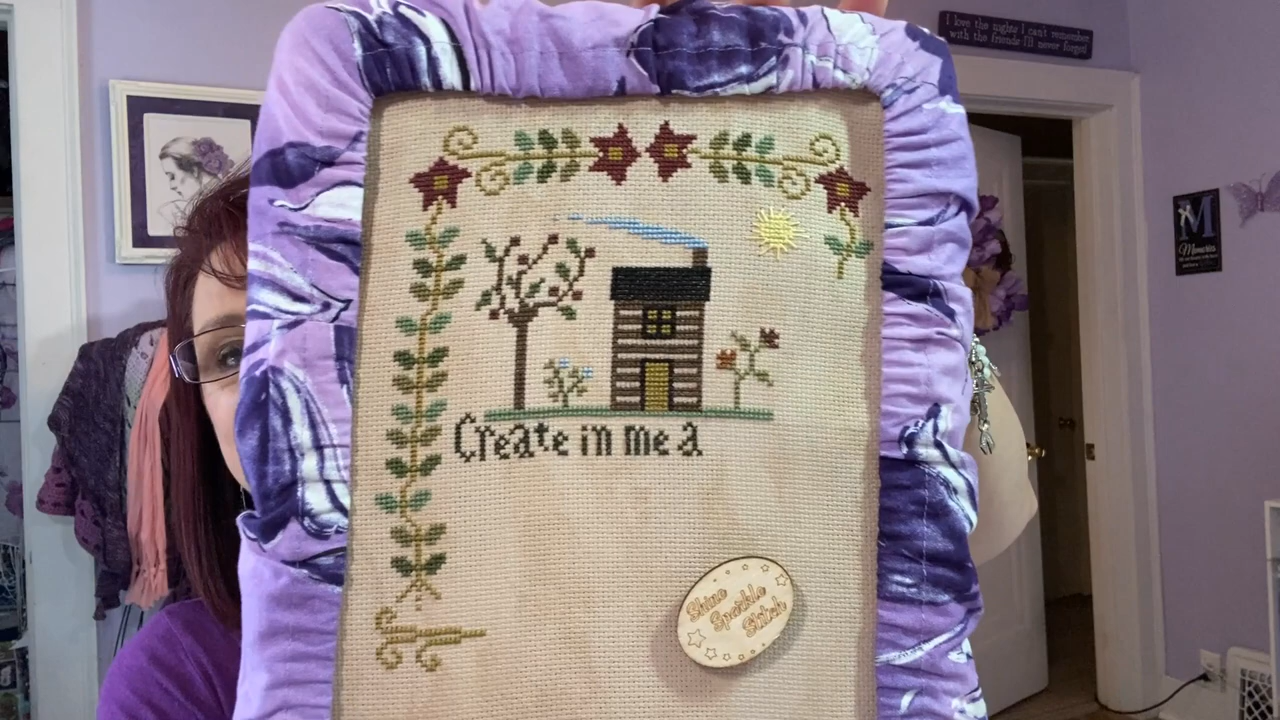 I love the nights I can't remember
with the friends I'll never forget
Create in me a
Shine
Sparkle
Stitch
M
Memories